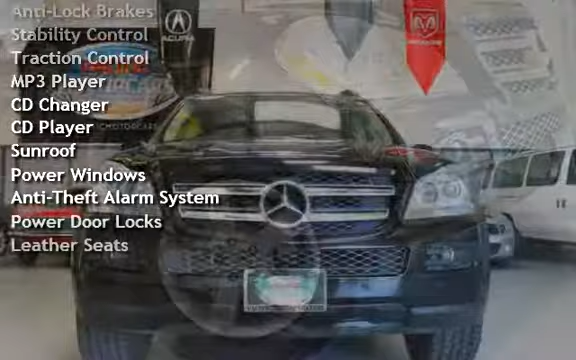 Anti-Lock Brakes
Stability Control
Traction Control
MP3 Player
CD Changer
CD Player
Sunroof
Power Windows
Anti-Theft Alarm System
Power Door Locks
Leather Seats
ACURA